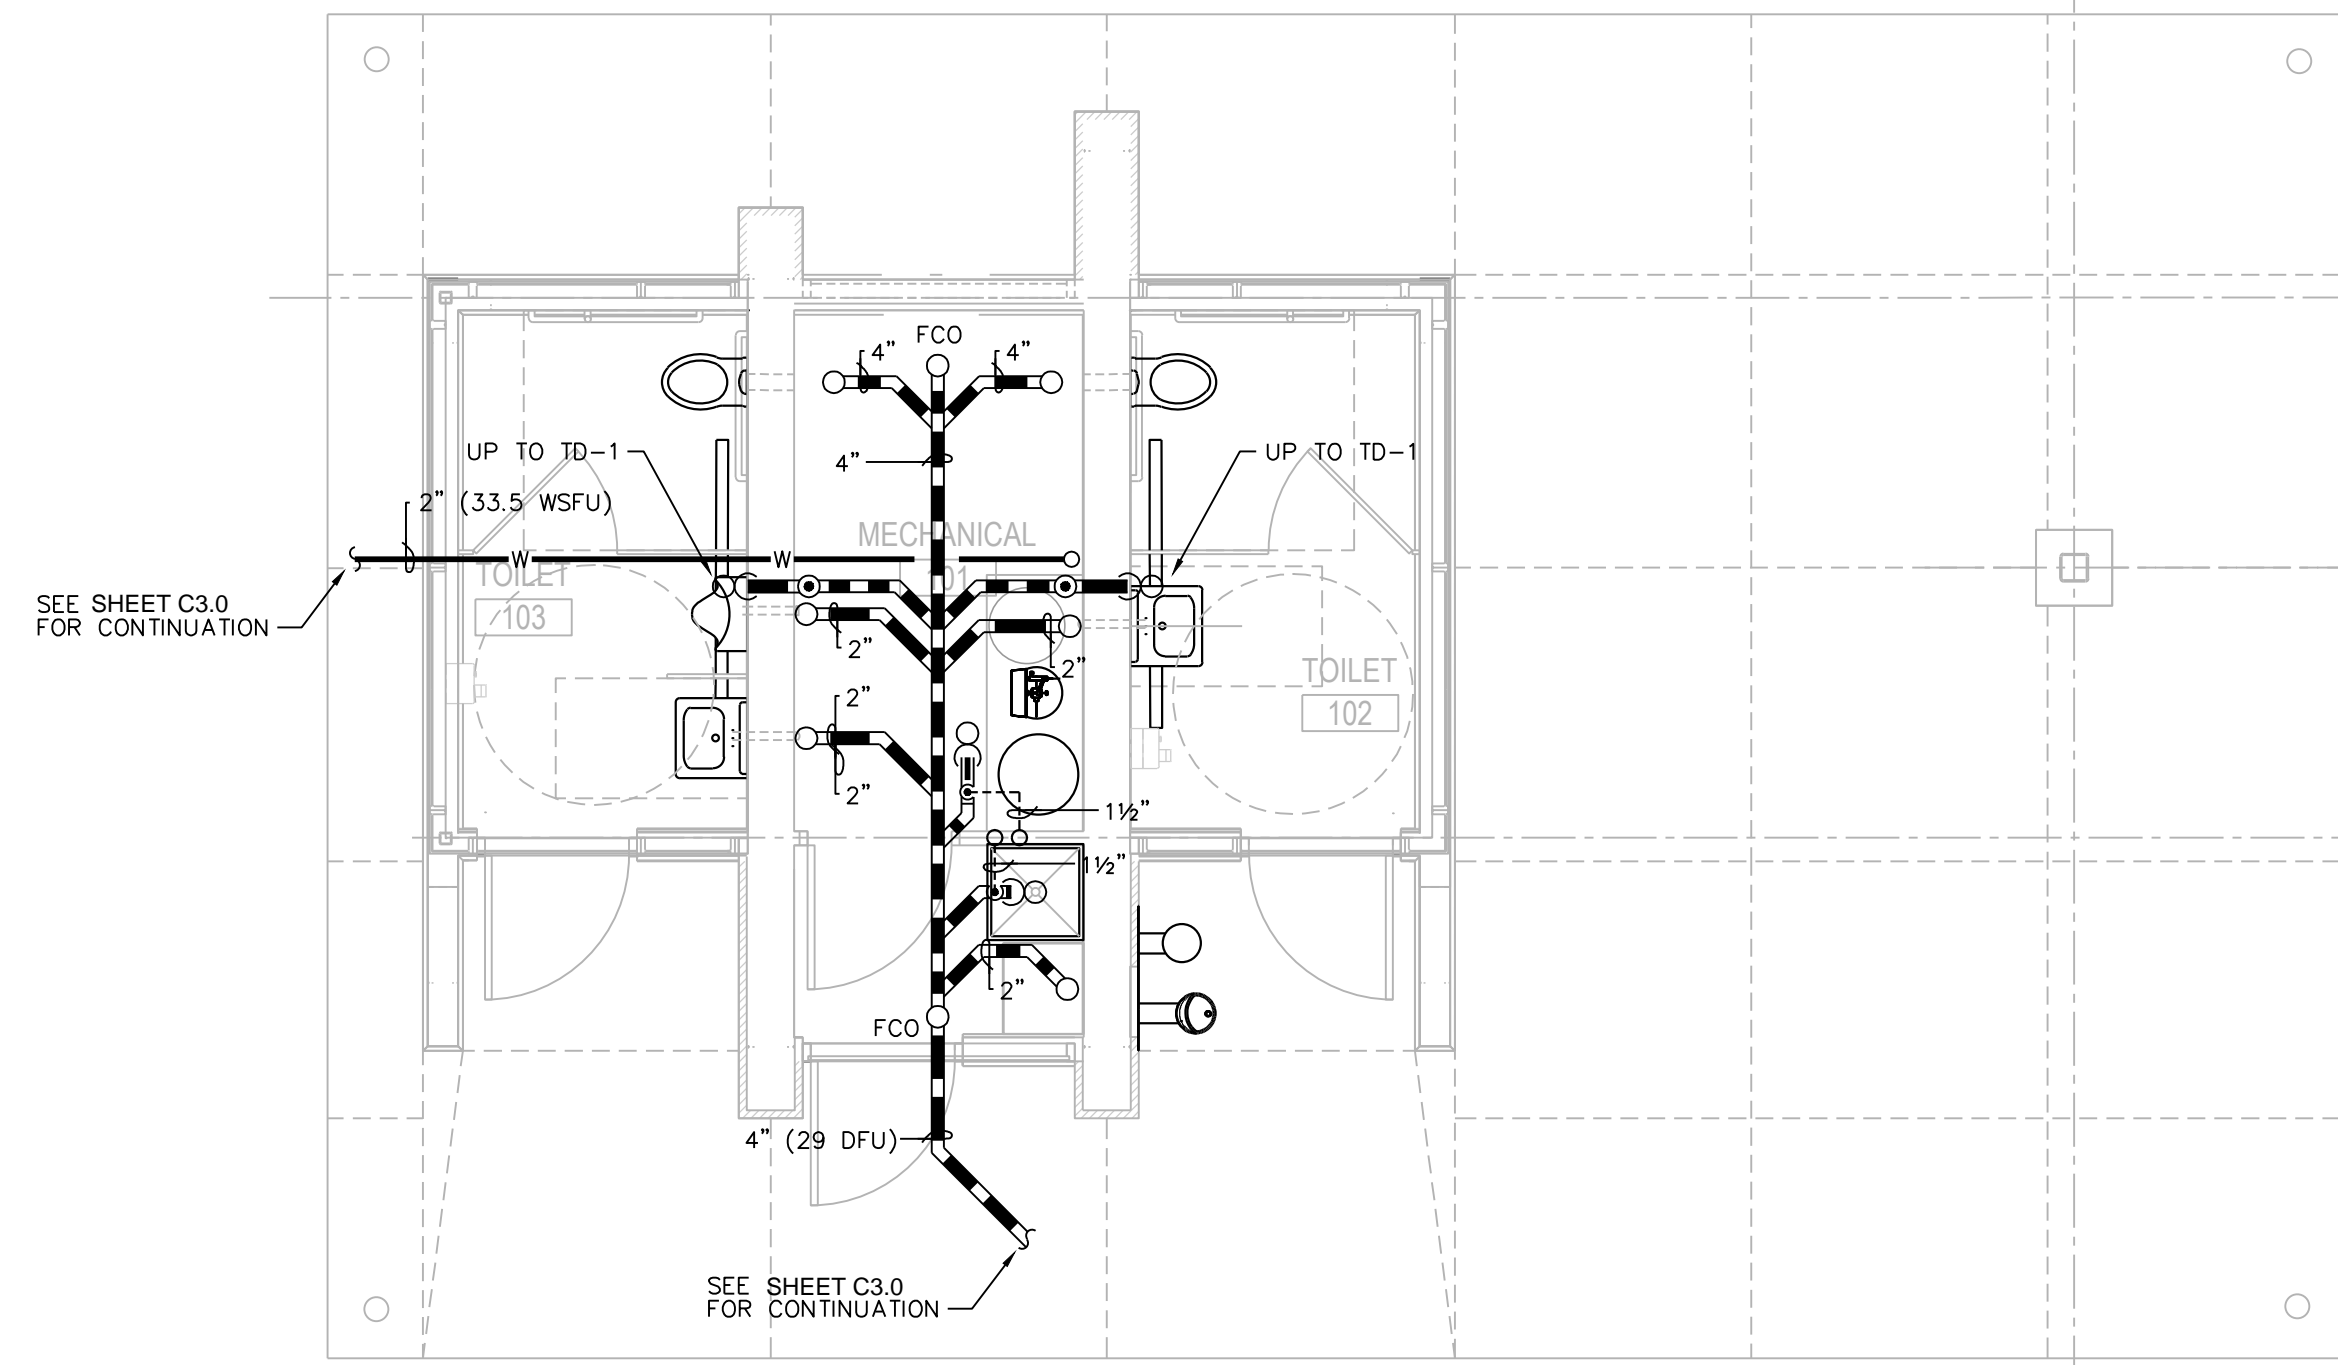 FCO
4”
4”
UP TO TD-1
4”
UP TO TD-1
2” (33.5 WSFU)
MECHANICAL
101
W
W
TOILET
103
SEE SHEET C3.0
FOR CONTINUATION
2”
2”
TOILET
102
2”
2”
1½”
1½”
2”
FCO
4” (29 DFU)
SEE SHEET C3.0
FOR CONTINUATION